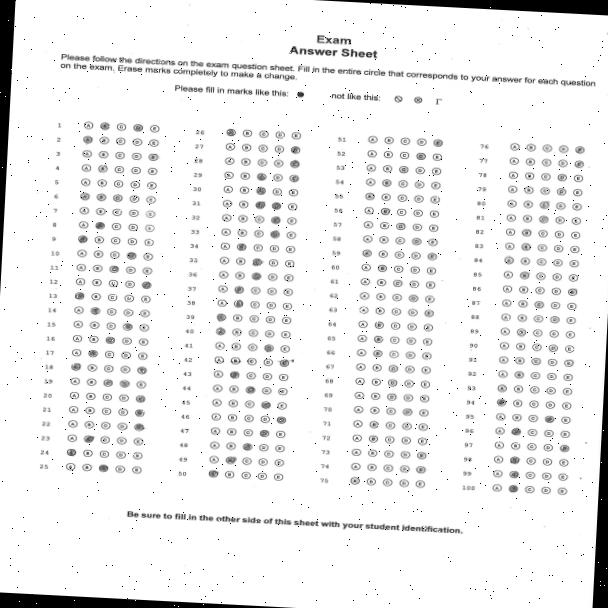 Exam
Answer Sheet
Please follow the directions on the exam question sheet. Fill in the entire circle that corresponds to your answer for each question
on the exam. Erase marks completely to make a change.
Please fill in marks like this: not like this:
1 A B C D E 26 A B C D E 51 A B C D E 76 A B C D E
2 A B C D E 27 A B C D E 52 A B C D E 77 A B C D E
3 A B C D E 28 A B C D E 53 A B C D E 78 A B C D E
4 A B C D E 29 A B C D E 54 A B C D E 79 A B C D E
5 A B C D E 30 A B C D E 55 A B C D E 80 A B C D E
6 A B C D E 31 A B C D E 56 A B C D E 81 A B C D E
7 A B C D E 32 A B C D E 57 A B C D E 82 A B C D E
8 A B C D E 33 A B C D E 58 A B C D E 83 A B C D E
9 A B C D E 34 A B C D E 59 A B C D E 84 A B C D E
10 A B C D E 35 A B C D E 60 A B C D E 85 A B C D E
11 A B C D E 36 A B C D E 61 A B C D E 86 A B C D E
12 A B C D E 37 A B C D E 62 A B C D E 87 A B C D E
13 A B C D E 38 A B C D E 63 A B C D E 88 A B C D E
14 A B C D E 39 A B C D E 64 A B C D E 89 A B C D E
15 A B C D E 40 A B C D E 65 A B C D E 90 A B C D E
16 A B C D E 41 A B C D E 66 A B C D E 91 A B C D E
17 A B C D E 42 A B C D E 67 A B C D E 92 A B C D E
18 A B C D E 43 A B C D E 68 A B C D E 93 A B C D E
19 A B C D E 44 A B C D E 69 A B C D E 94 A B C D E
20 A B C D E 45 A B C D E 70 A B C D E 95 A B C D E
21 A B C D E 46 A B C D E 71 A B C D E 96 A B C D E
22 A B C D E 47 A B C D E 72 A B C D E 97 A B C D E
23 A B C D E 48 A B C D E 73 A B C D E 98 A B C D E
24 A B C D E 49 A B C D E 74 A B C D E 99 A B C D E
25 A B C D E 50 A B C D E 75 A B C D E 100 A B C D E
Be sure to fill in the other side of this sheet with your student identification.